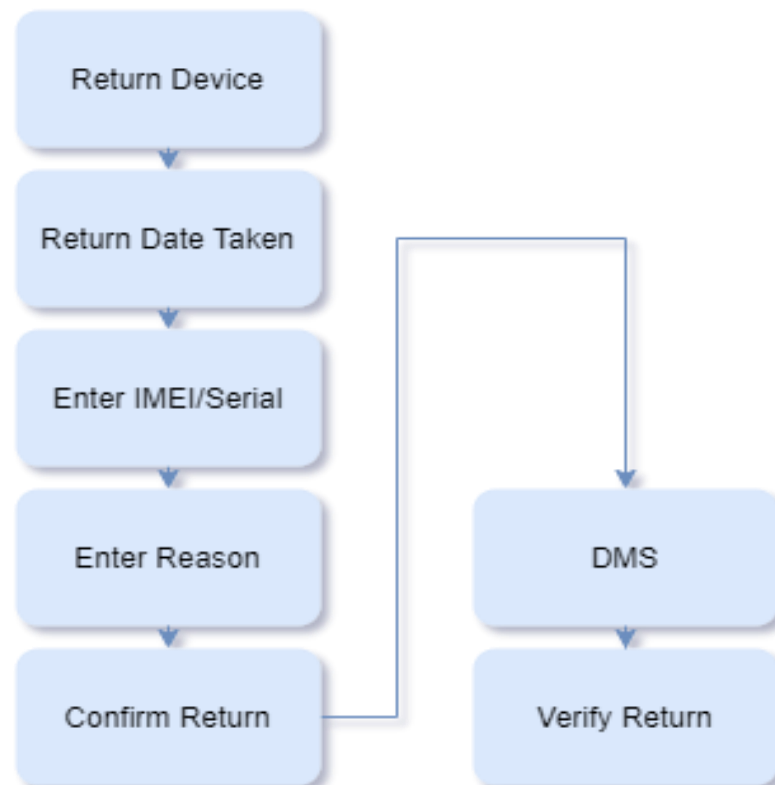 Return Device
Return Date Taken
Enter IMEI/Serial
Enter Reason
Confirm Return
DMS
Verify Return